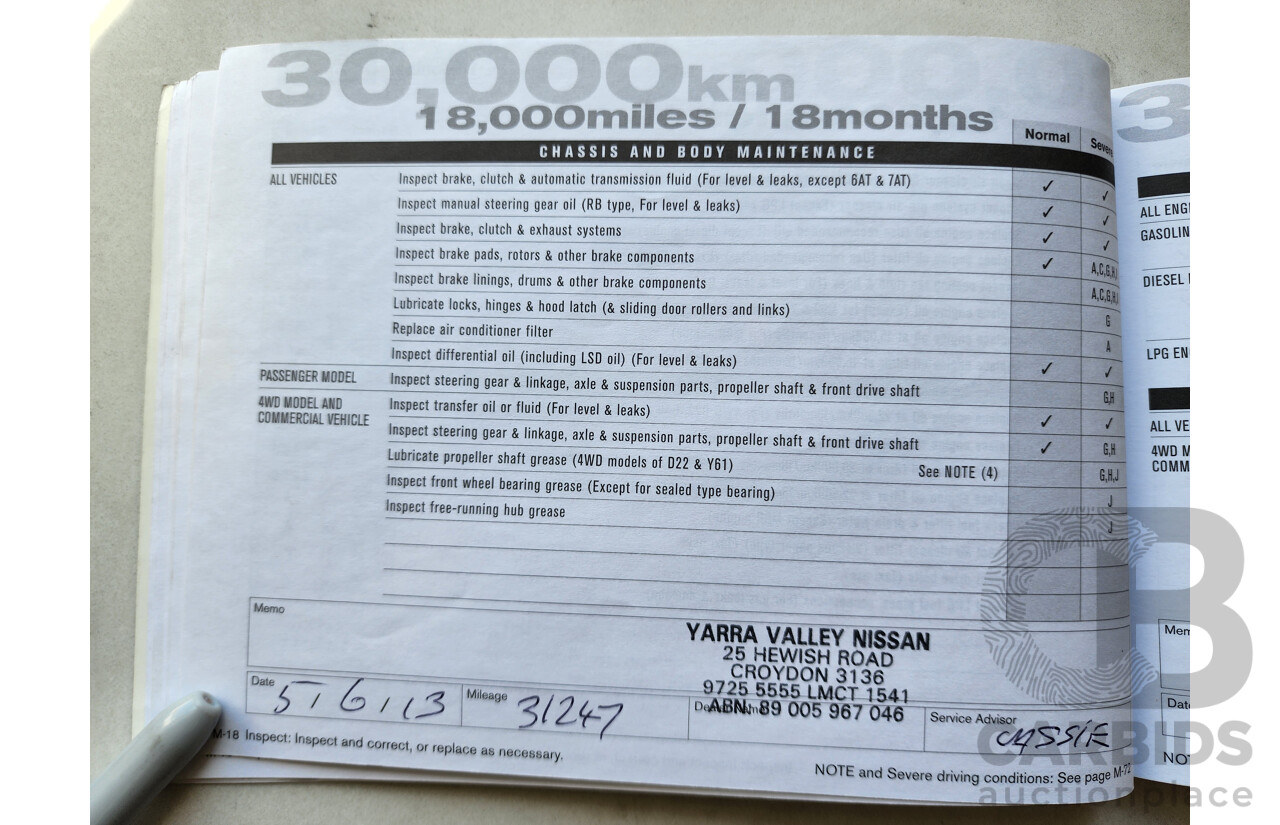 30,000km
18,000miles / 18months
Normal
CHASSIS AND BODY MAINTENANCE
ALL VEHICLES Inspect brake, clutch & automatic transmission fluid (For level & leaks, except 6AT & 7AT) ✓ ✓
Inspect manual steering gear oil (RB type, For level & leaks) ✓ ✓
Inspect brake, clutch & exhaust systems ✓ ✓
Inspect brake pads, rotors & other brake components ✓ A,C,G,H,
Inspect brake linings, drums & other brake components A,C,G,H,
Lubricate locks, hinges & hood latch (& sliding door rollers and links) G
Replace air conditioner filter A
Inspect differential oil (including LSD oil) (For level & leaks) ✓ ✓
PASSENGER MODEL Inspect steering gear & linkage, axle & suspension parts, propeller shaft & front drive shaft G,H
4WD MODEL AND COMMERCIAL VEHICLE Inspect transfer oil or fluid (For level & leaks) ✓ ✓
Inspect steering gear & linkage, axle & suspension parts, propeller shaft & front drive shaft ✓ G,H
Lubricate propeller shaft grease (4WD models of D22 & Y61) See NOTE (4) G,H,J
Inspect front wheel bearing grease (Except for sealed type bearing) J
Inspect free-running hub grease J
Memo
YARRA VALLEY NISSAN
25 HEWISH ROAD
CROYDON 3136
9725 5555 LMCT 1541
ABN: 89 005 967 046
Date 5/6/13
Mileage 31247
Service Advisor CASSIE
M-18 Inspect: Inspect and correct, or replace as necessary.
NOTE and Severe driving conditions: See page M-72
ALL ENG
GASOLIN
DIESEL
LPG EN
ALL VE
4WD M
COMM
Mem
Dat
NO
CARBIDS
auctionplace